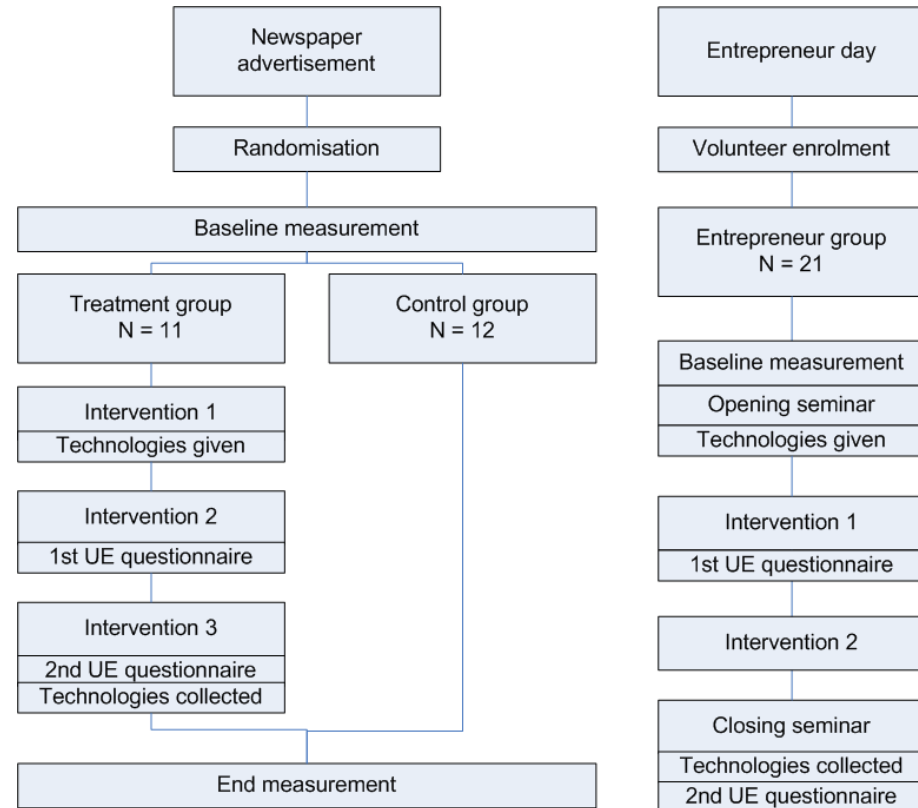 Newspaper
advertisement
Randomisation
Baseline measurement
Treatment group
N = 11
Control group
N = 12
Intervention 1
Technologies given
Intervention 2
1st UE questionnaire
Intervention 3
2nd UE questionnaire
Technologies collected
End measurement
Entrepreneur day
Volunteer enrolment
Entrepreneur group
N = 21
Baseline measurement
Opening seminar
Technologies given
Intervention 1
1st UE questionnaire
Intervention 2
Closing seminar
Technologies collected
2nd UE questionnaire